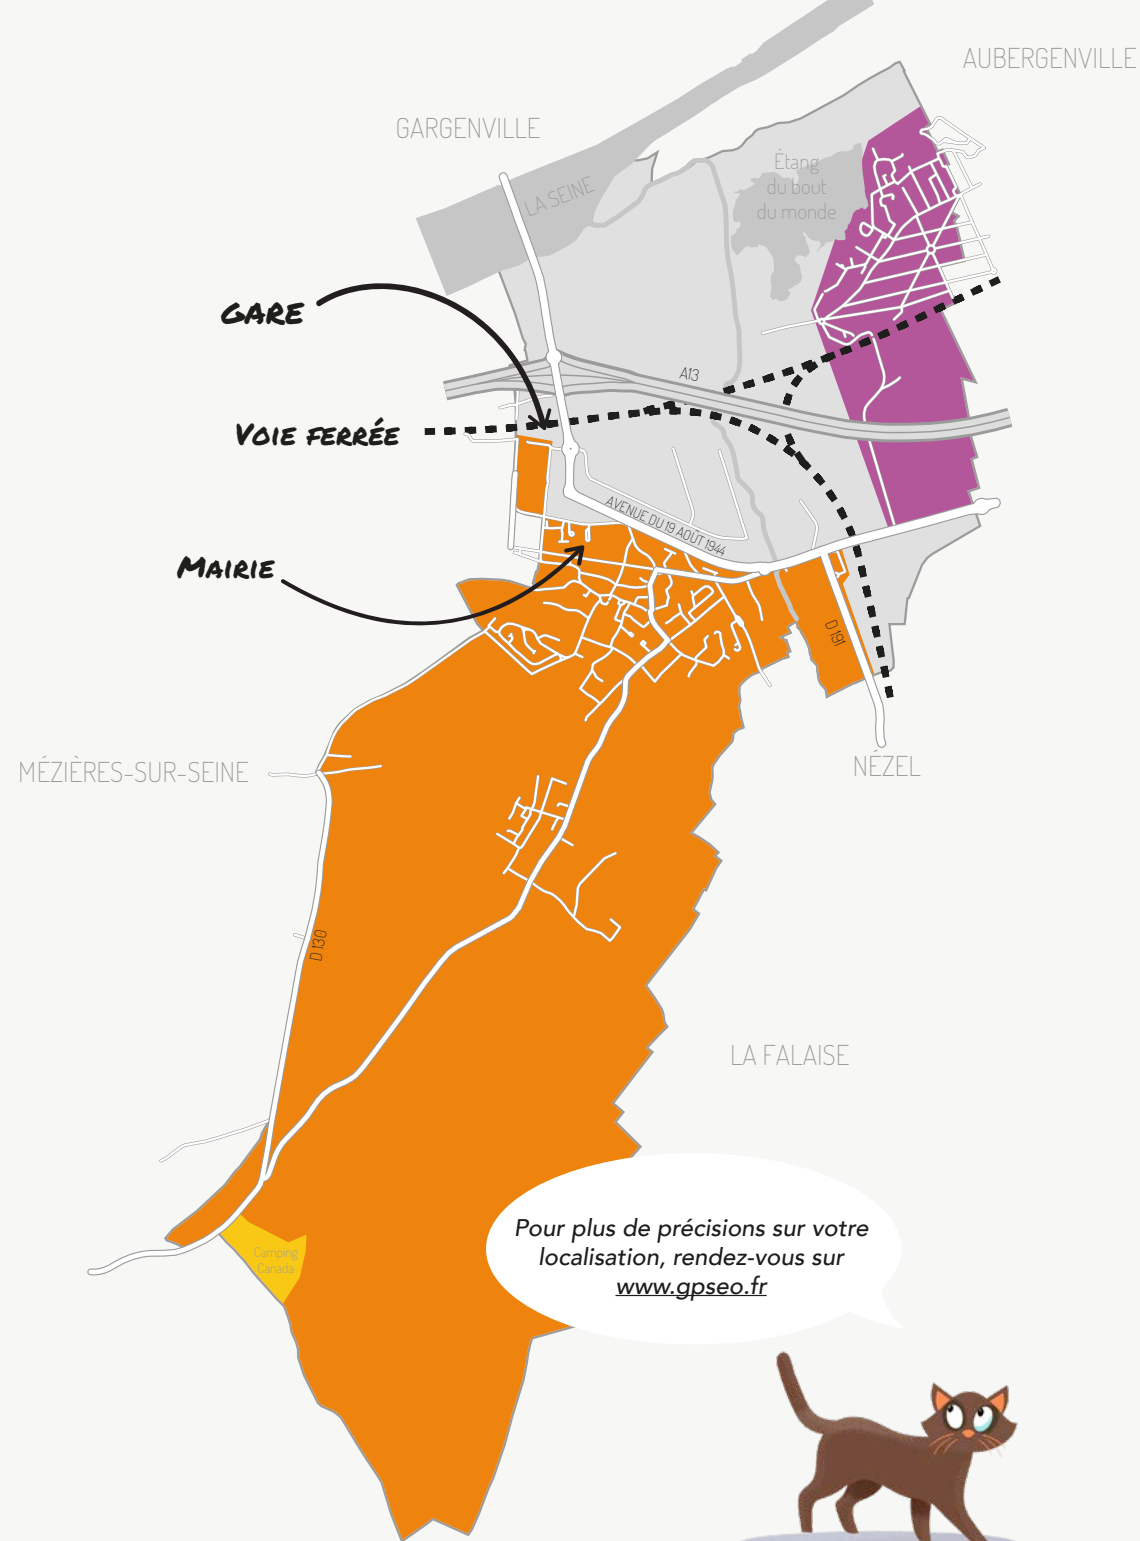 AUBERGENVILLE
GARGENVILLE
Étang
du bout
du monde
LA SEINE
GARE
A13
VOIE FERRÉE
AVENUE DU 19 AOÛT 1944
MAIRIE
D 191
MÉZIÈRES-SUR-SEINE
NÉZEL
D 130
LA FALAISE
Camping
Canada
Pour plus de précisions sur votre
localisation, rendez-vous sur
www.gpseo.fr